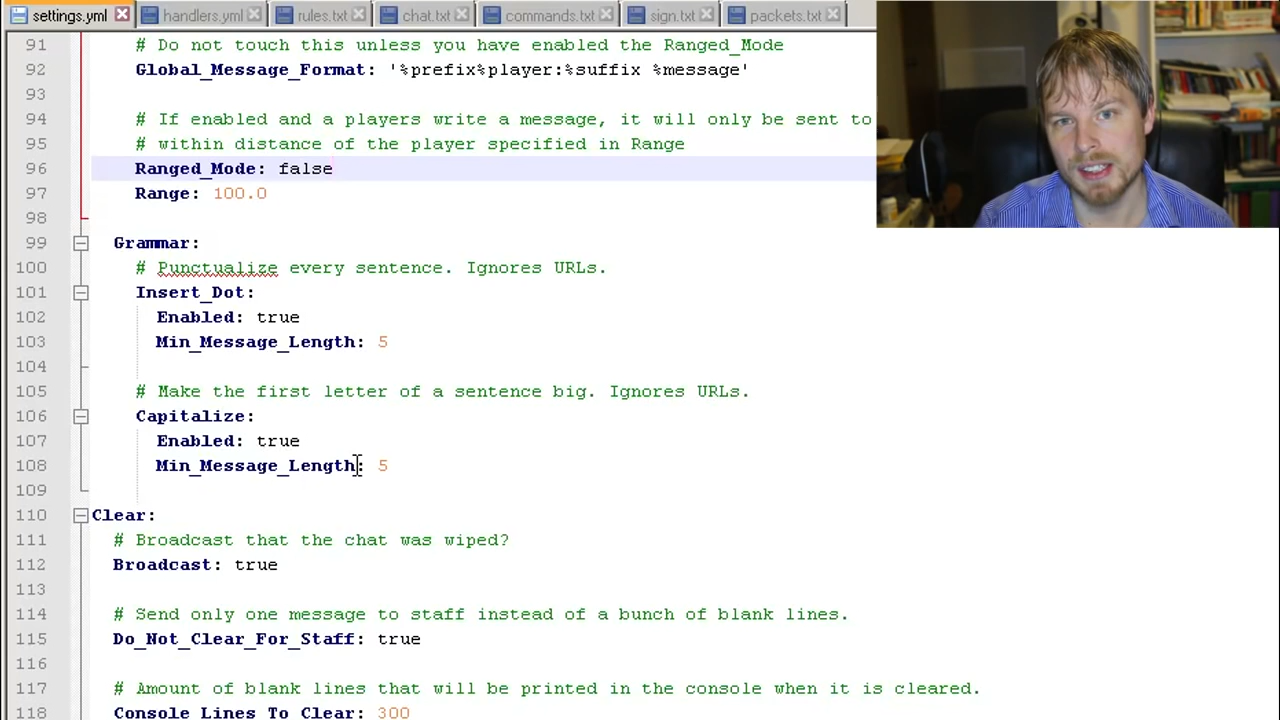 settings.yml handlers.yml rules.txt chat.txt commands.txt sign.txt packets.txt
91 # Do not touch this unless you have enabled the Ranged_Mode
92 Global_Message_Format: '%prefix%player:%suffix %message'
93
94 # If enabled and a players write a message, it will only be sent to
95 # within distance of the player specified in Range
96 Ranged_Mode: false
97 Range: 100.0
98
99 Grammar:
100 # Punctualize every sentence. Ignores URLs.
101 Insert_Dot:
102 Enabled: true
103 Min_Message_Length: 5
104
105 # Make the first letter of a sentence big. Ignores URLs.
106 Capitalize:
107 Enabled: true
108 Min_Message_Length: 5
109
110 Clear:
111 # Broadcast that the chat was wiped?
112 Broadcast: true
113
114 # Send only one message to staff instead of a bunch of blank lines.
115 Do_Not_Clear_For_Staff: true
116
117 # Amount of blank lines that will be printed in the console when it is cleared.
118 Console_Lines_To_Clear: 300